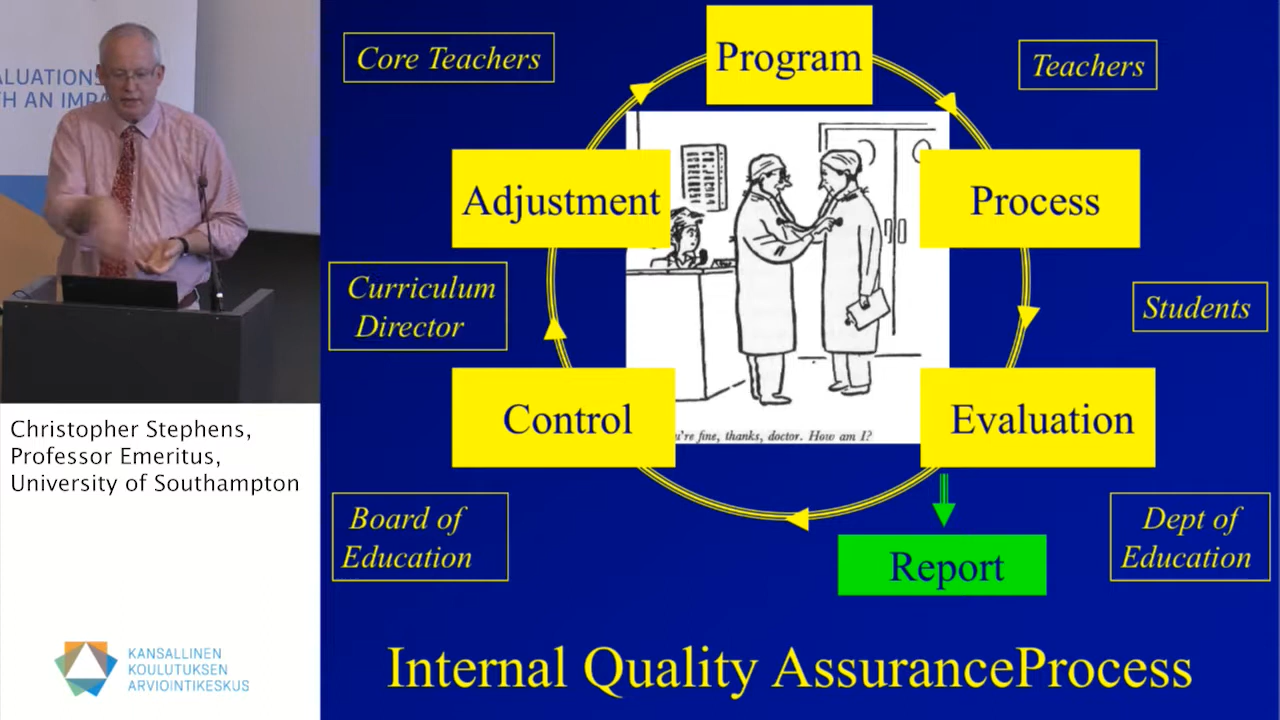 ALUATIONS
TH AN IMPA
Christopher Stephens,
Professor Emeritus,
University of Southampton
KANSALLINEN
KOULUTUKSEN
ARVIOINTIKESKUS
Core Teachers
Program
Teachers
Adjustment
Process
Curriculum
Director
Students
Control
Evaluation
u're fine, thanks, doctor. How am I?
Board of
Education
Report
Dept of
Education
Internal Quality AssuranceProcess